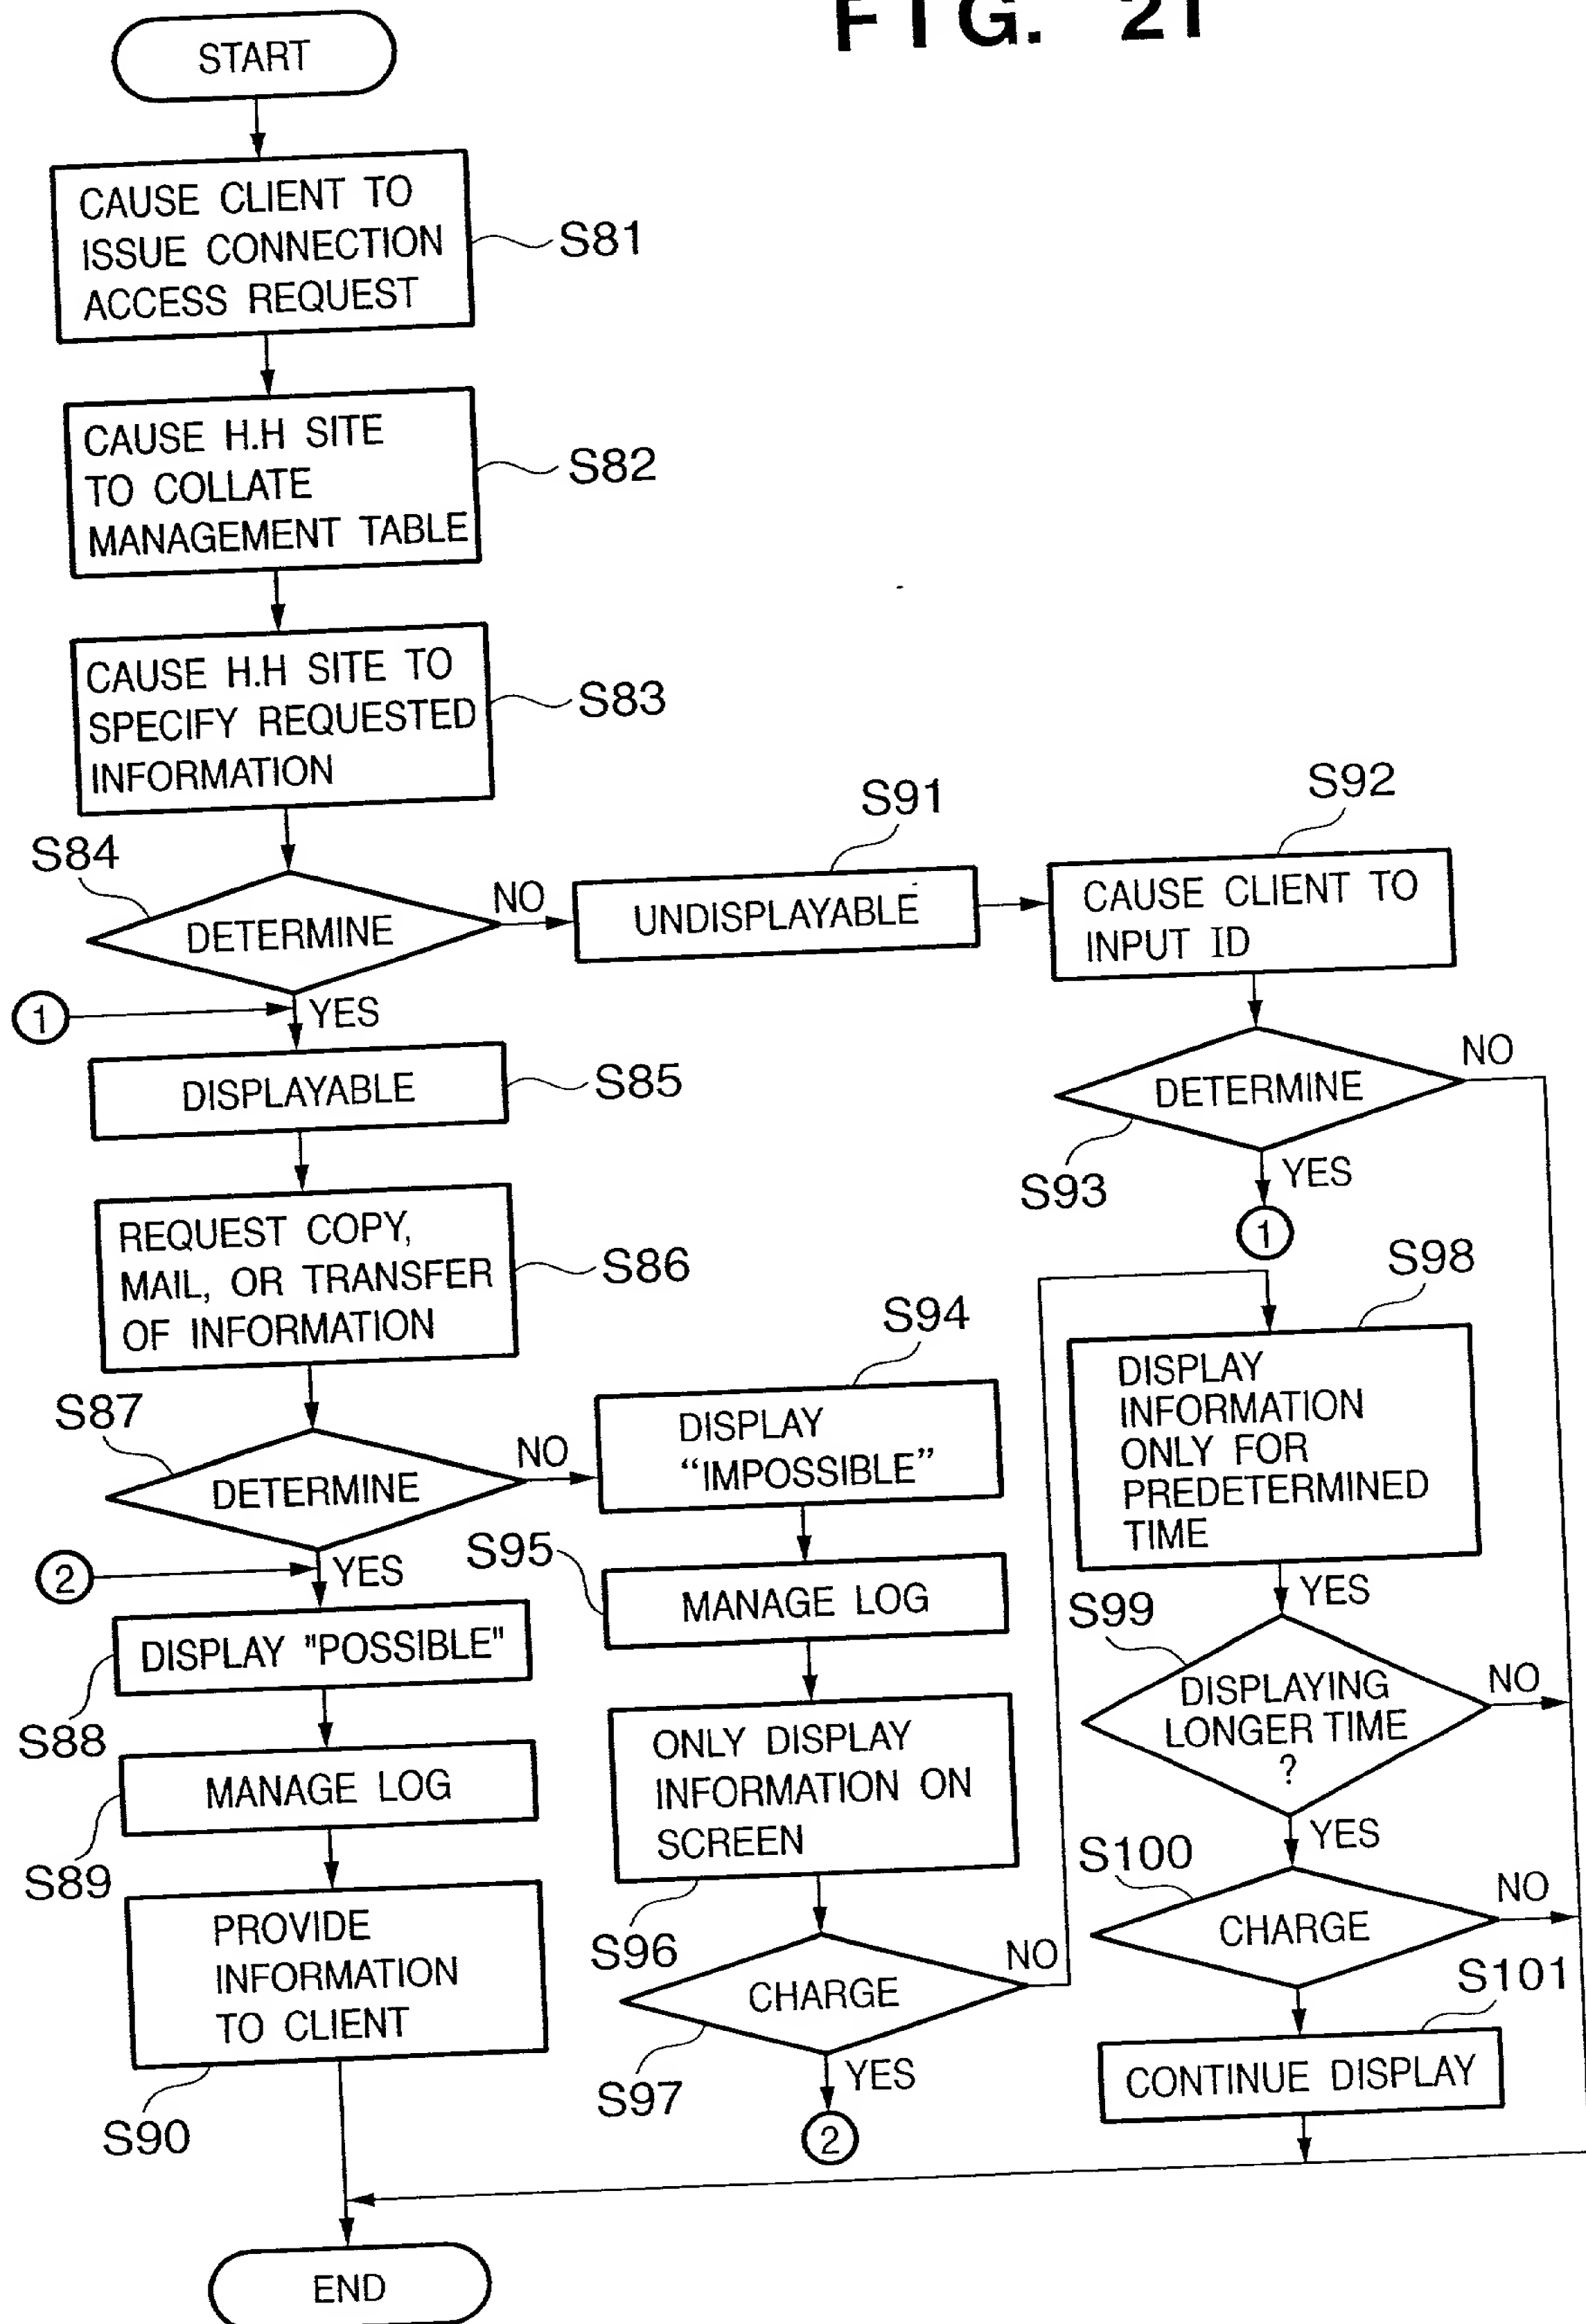 FIG. 21
START
CAUSE CLIENT TO
ISSUE CONNECTION
ACCESS REQUEST
S81
CAUSE H.H SITE
TO COLLATE
MANAGEMENT TABLE
S82
CAUSE H.H SITE TO
SPECIFY REQUESTED
INFORMATION
S83
S84
DETERMINE
NO
YES
1
S91
UNDISPLAYABLE
S92
CAUSE CLIENT TO
INPUT ID
DETERMINE
NO
S93
YES
1
DISPLAYABLE
S85
REQUEST COPY,
MAIL, OR TRANSFER
OF INFORMATION
S86
S87
DETERMINE
NO
YES
2
DISPLAY "POSSIBLE"
S88
MANAGE LOG
S89
PROVIDE
INFORMATION
TO CLIENT
S90
S94
DISPLAY
“IMPOSSIBLE”
S95
MANAGE LOG
ONLY DISPLAY
INFORMATION ON
SCREEN
S96
CHARGE
NO
S97
YES
2
S98
DISPLAY
INFORMATION
ONLY FOR
PREDETERMINED
TIME
YES
S99
DISPLAYING
LONGER TIME
?
NO
YES
S100
CHARGE
NO
S101
CONTINUE DISPLAY
END